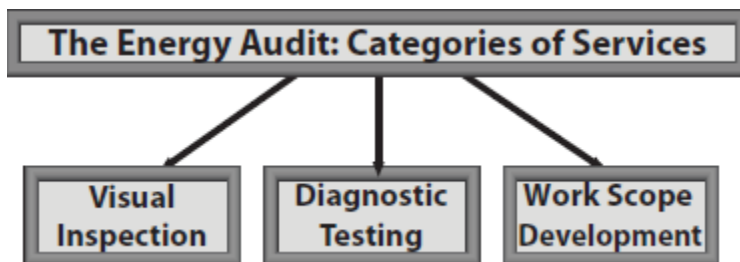 The Energy Audit: Categories of Services
Visual
Inspection
Diagnostic
Testing
Work Scope
Development